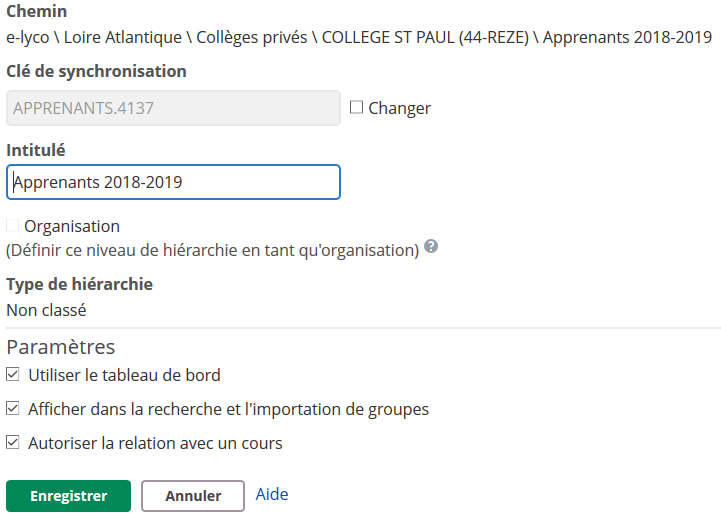 Chemin
e-lyco \ Loire Atlantique \ Collèges privés \ COLLEGE ST PAUL (44-REZE) \ Apprenants 2018-2019
Clé de synchronisation
APPRENANTS.4137
Changer
Intitulé
Apprenants 2018-2019
Organisation
(Définir ce niveau de hiérarchie en tant qu'organisation) ?
Type de hiérarchie
Non classé
Paramètres
Utiliser le tableau de bord
Afficher dans la recherche et l'importation de groupes
Autoriser la relation avec un cours
Enregistrer
Annuler
Aide